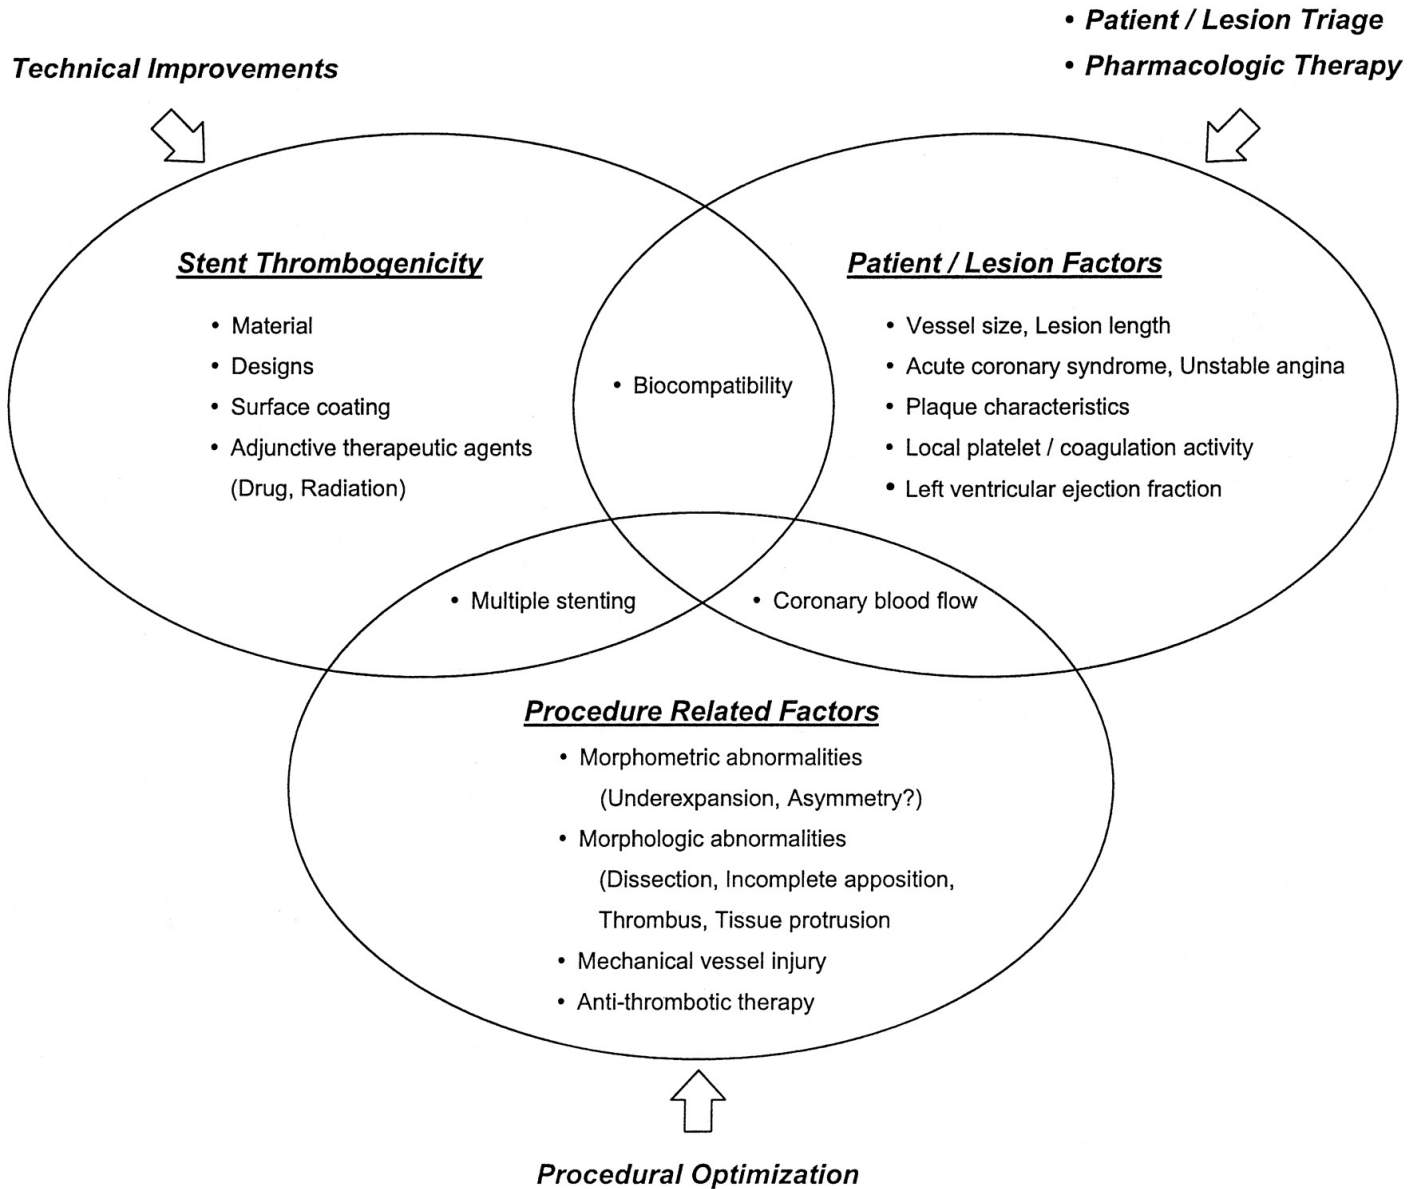 • Patient / Lesion Triage
• Pharmacologic Therapy
Technical Improvements
Stent Thrombogenicity
• Material
• Designs
• Surface coating
• Adjunctive therapeutic agents
(Drug, Radiation)
• Biocompatibility
Patient / Lesion Factors
• Vessel size, Lesion length
• Acute coronary syndrome, Unstable angina
• Plaque characteristics
• Local platelet / coagulation activity
• Left ventricular ejection fraction
• Multiple stenting
• Coronary blood flow
Procedure Related Factors
• Morphometric abnormalities
(Underexpansion, Asymmetry?)
• Morphologic abnormalities
(Dissection, Incomplete apposition,
Thrombus, Tissue protrusion
• Mechanical vessel injury
• Anti-thrombotic therapy
Procedural Optimization